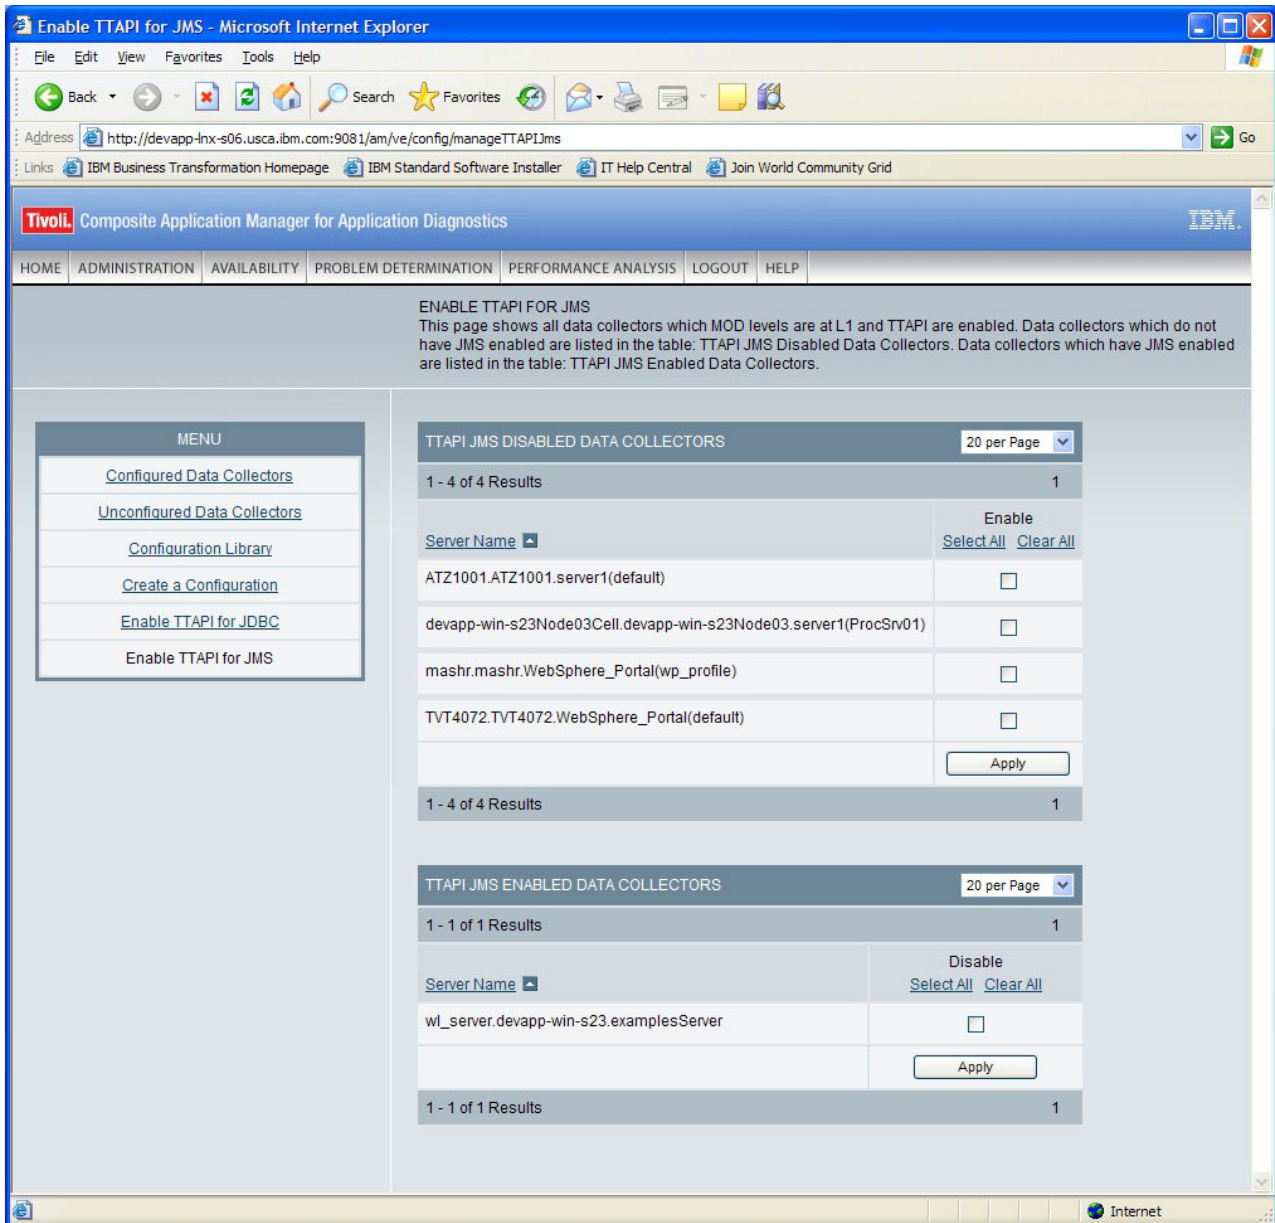 Enable TTAPI for JMS - Microsoft Internet Explorer
File Edit View Favorites Tools Help
Back Search Favorites
Address http://devapp-lnx-s06.usca.ibm.com:9081/am/ve/config/manageTTAPIJms Go
Links IBM Business Transformation Homepage IBM Standard Software Installer IT Help Central Join World Community Grid
Tivoli. Composite Application Manager for Application Diagnostics IBM.
HOME ADMINISTRATION AVAILABILITY PROBLEM DETERMINATION PERFORMANCE ANALYSIS LOGOUT HELP
ENABLE TTAPI FOR JMS
This page shows all data collectors which MOD levels are at L1 and TTAPI are enabled. Data collectors which do not
have JMS enabled are listed in the table: TTAPI JMS Disabled Data Collectors. Data collectors which have JMS enabled
are listed in the table: TTAPI JMS Enabled Data Collectors.
MENU
Configured Data Collectors
Unconfigured Data Collectors
Configuration Library
Create a Configuration
Enable TTAPI for JDBC
Enable TTAPI for JMS
TTAPI JMS DISABLED DATA COLLECTORS 20 per Page
1 - 4 of 4 Results 1
Enable
Server Name Select All Clear All
ATZ1001.ATZ1001.server1(default)
devapp-win-s23Node03Cell.devapp-win-s23Node03.server1(ProcSrv01)
mashr.mashr.WebSphere_Portal(wp_profile)
TVT4072.TVT4072.WebSphere_Portal(default)
Apply
1 - 4 of 4 Results 1
TTAPI JMS ENABLED DATA COLLECTORS 20 per Page
1 - 1 of 1 Results 1
Disable
Server Name Select All Clear All
wl_server.devapp-win-s23.examplesServer
Apply
1 - 1 of 1 Results 1
Internet